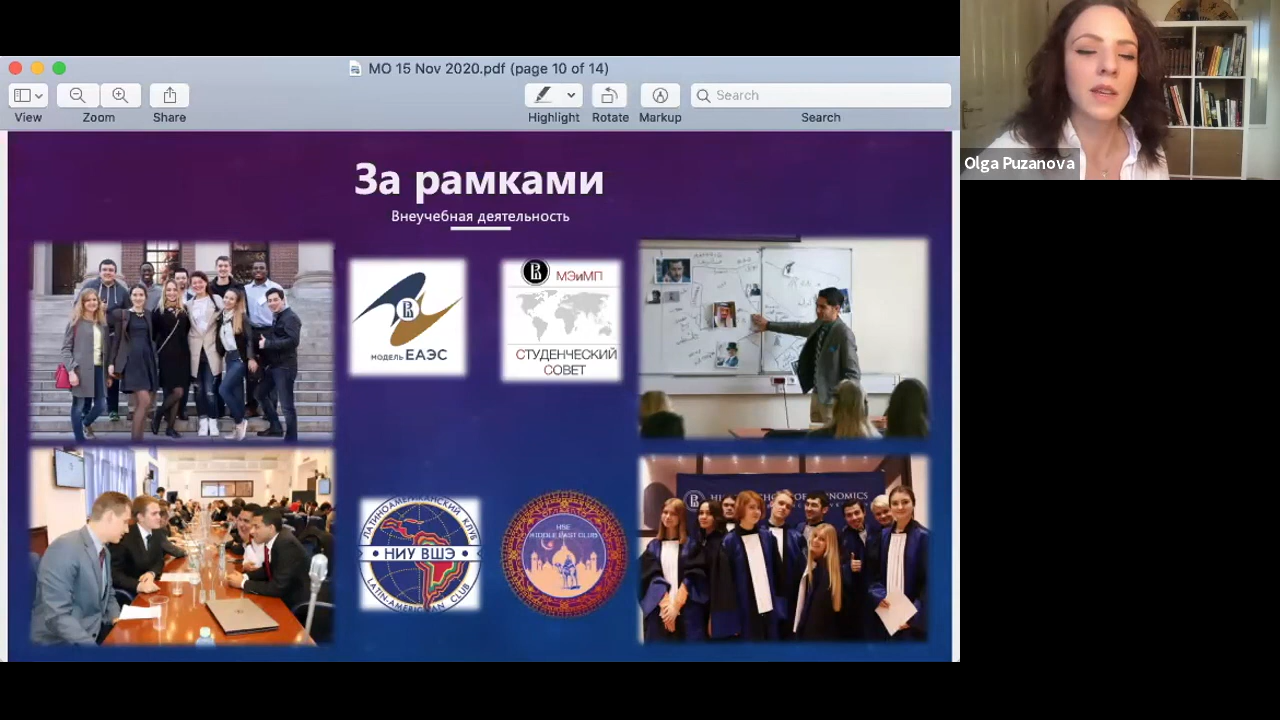 MO 15 Nov 2020.pdf (page 10 of 14)
View
Zoom
Share
Highlight
Rotate
Markup
Search
Search
Olga Puzanova
За рамками
Внеучебная деятельность
МОДЕЛЬ ЕАЭС
МЭиМП
СТУДЕНЧЕСКИЙ
СОВЕТ
ЛАТИНОАМЕРИКАНСКИЙ КЛУБ
НИУ ВШЭ
LATIN-AMERICAN CLUB
HSE
MIDDLE EAST CLUB